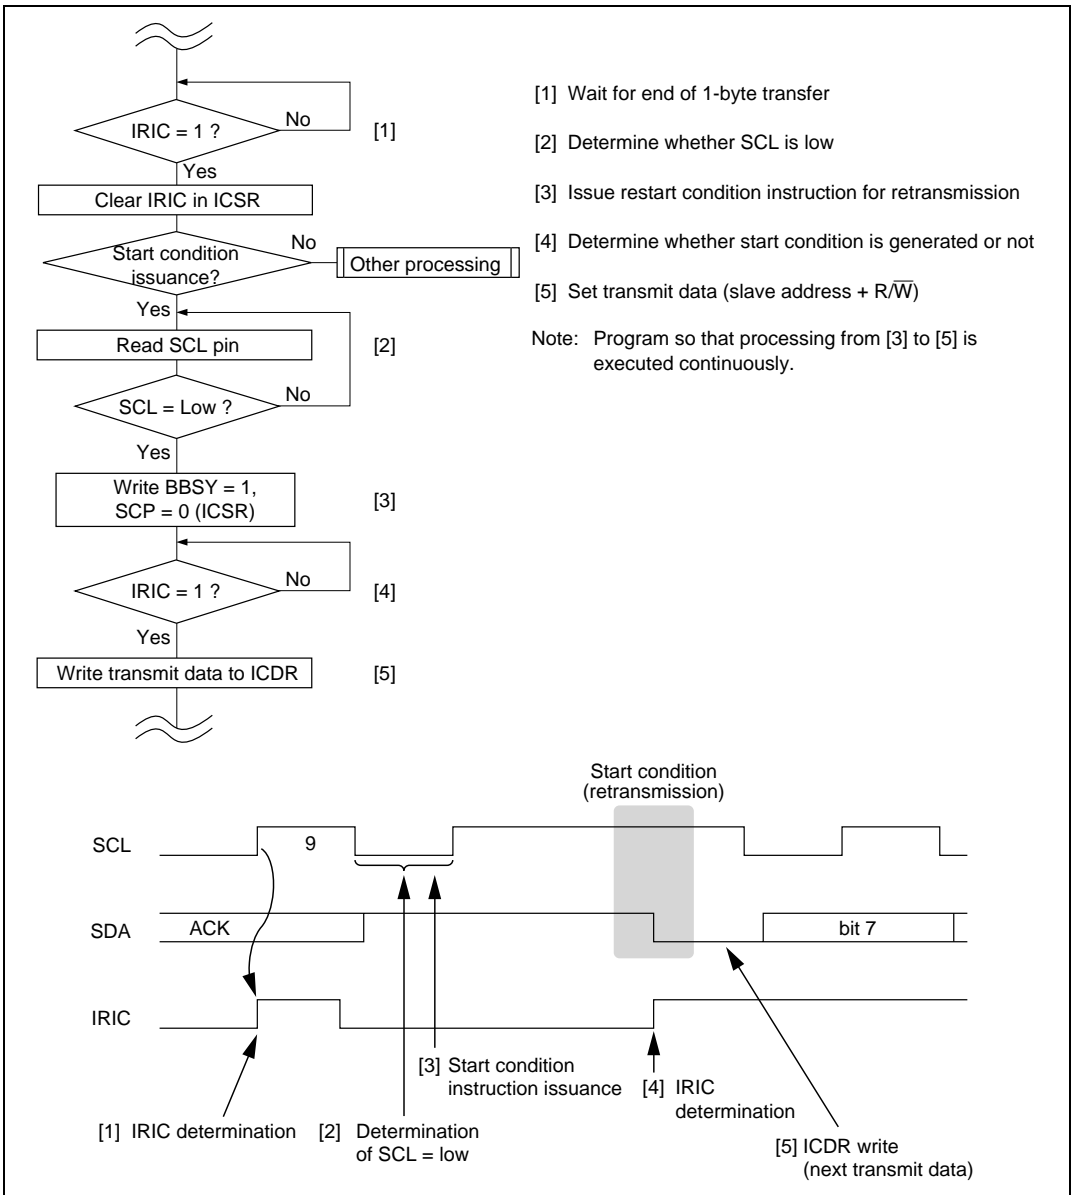 IRIC = 1 ?
No
[1]
Yes
Clear IRIC in ICSR
Start condition
issuance?
No
Other processing
Yes
Read SCL pin
[2]
SCL = Low ?
No
Yes
Write BBSY = 1,
SCP = 0 (ICSR)
[3]
IRIC = 1 ?
No
[4]
Yes
Write transmit data to ICDR
[5]
[1] Wait for end of 1-byte transfer
[2] Determine whether SCL is low
[3] Issue restart condition instruction for retransmission
[4] Determine whether start condition is generated or not
[5] Set transmit data (slave address + R/W̅)
Note: Program so that processing from [3] to [5] is
executed continuously.
Start condition
(retransmission)
SCL
9
SDA
ACK
bit 7
IRIC
[3] Start condition
instruction issuance
[4] IRIC
determination
[1] IRIC determination
[2] Determination
of SCL = low
[5] ICDR write
(next transmit data)